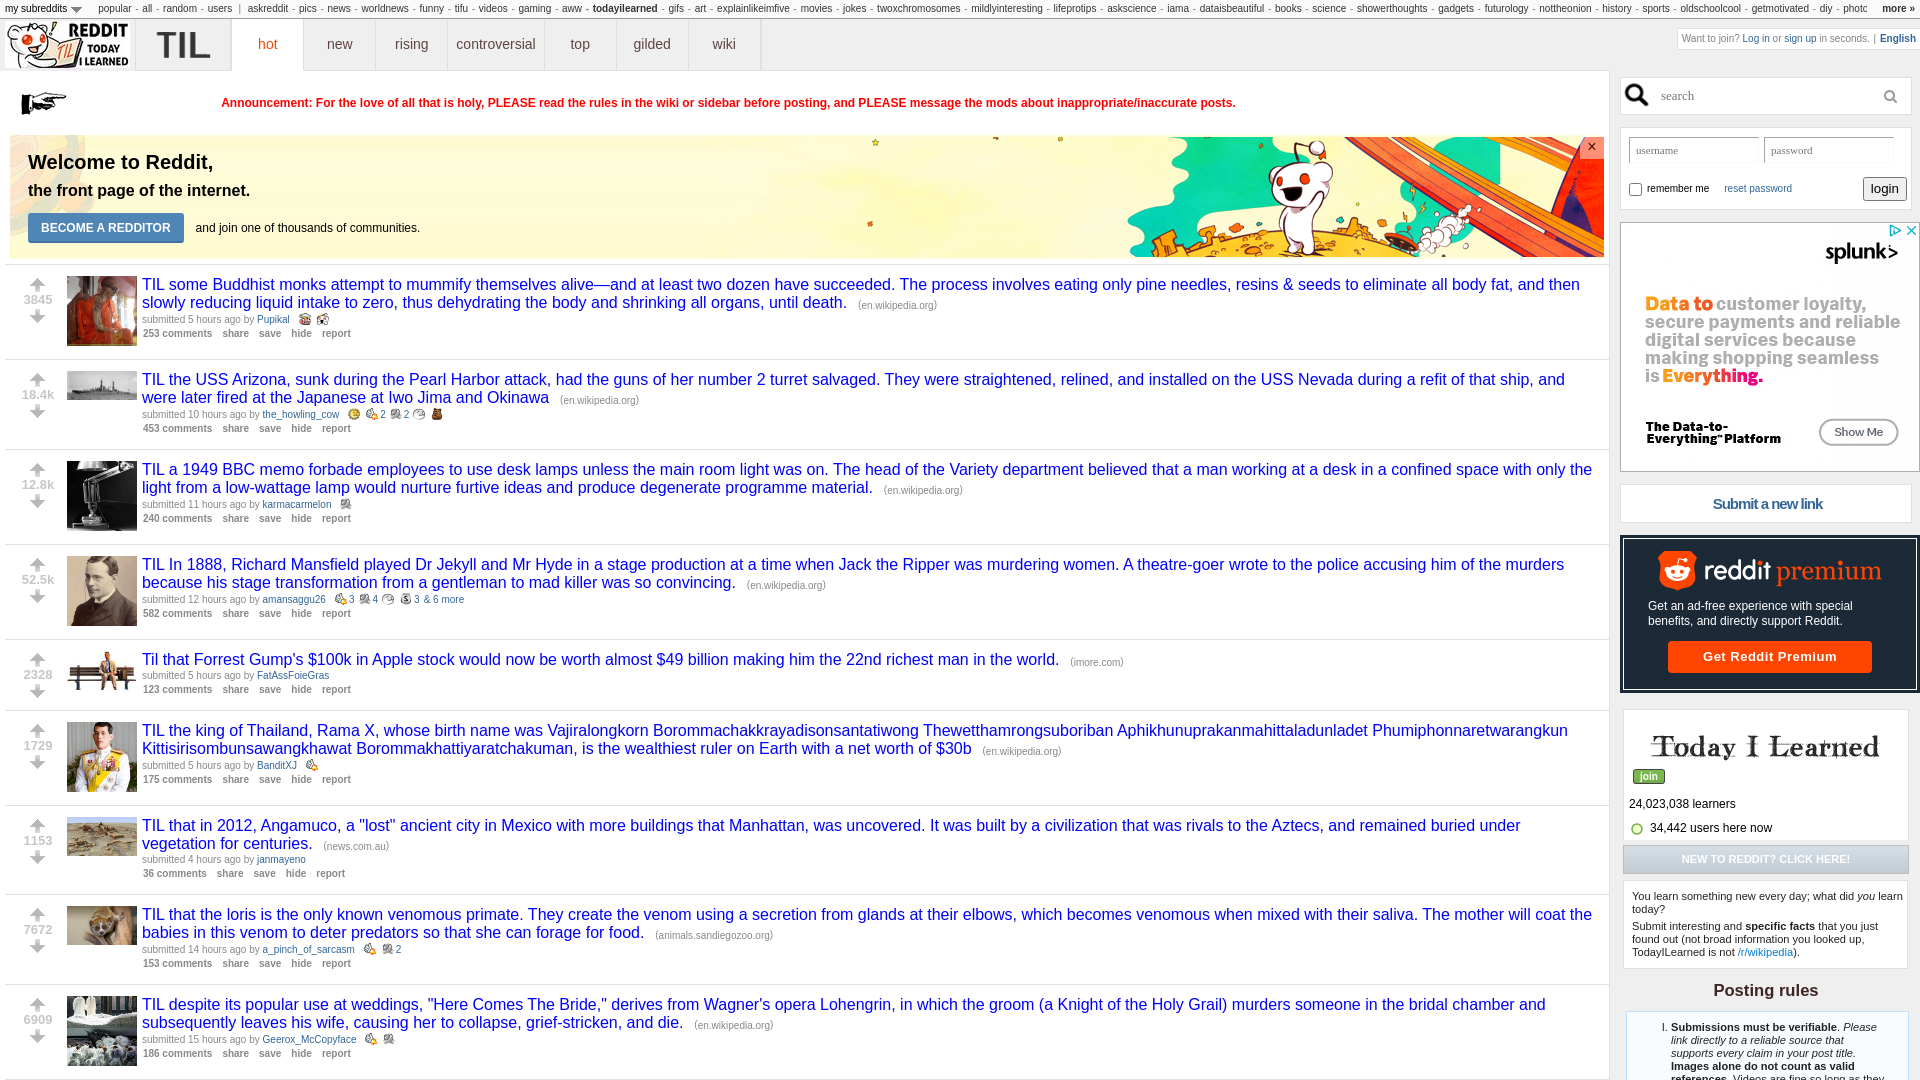 my subreddits popular - all - random - users | askreddit - pics - news - worldnews - funny - tifu - videos - gaming - aww - todayilearned - gifs - art - explainlikeimfive - movies - jokes - twoxchromosomes - mildlyinteresting - lifeprotips - askscience - iama - dataisbeautiful - books - science - showerthoughts - gadgets - futurology - nottheonion - history - sports - oldschoolcool - getmotivated - diy - photo more »
REDDIT
TODAY
I LEARNED
TIL
TIL hot new rising controversial top gilded wiki
Want to join? Log in or sign up in seconds. | English
Announcement: For the love of all that is holy, PLEASE read the rules in the wiki or sidebar before posting, and PLEASE message the mods about inappropriate/inaccurate posts.
Welcome to Reddit,
the front page of the internet.
BECOME A REDDITOR and join one of thousands of communities.
×
3845
TIL some Buddhist monks attempt to mummify themselves alive—and at least two dozen have succeeded. The process involves eating only pine needles, resins & seeds to eliminate all body fat, and then
slowly reducing liquid intake to zero, thus dehydrating the body and shrinking all organs, until death. (en.wikipedia.org)
submitted 5 hours ago by Pupikal
253 comments share save hide report
18.4k
TIL the USS Arizona, sunk during the Pearl Harbor attack, had the guns of her number 2 turret salvaged. They were straightened, relined, and installed on the USS Nevada during a refit of that ship, and
were later fired at the Japanese at Iwo Jima and Okinawa (en.wikipedia.org)
submitted 10 hours ago by the_howling_cow 2 2
453 comments share save hide report
12.8k
TIL a 1949 BBC memo forbade employees to use desk lamps unless the main room light was on. The head of the Variety department believed that a man working at a desk in a confined space with only the
light from a low-wattage lamp would nurture furtive ideas and produce degenerate programme material. (en.wikipedia.org)
submitted 11 hours ago by karmacarmelon
240 comments share save hide report
52.5k
TIL In 1888, Richard Mansfield played Dr Jekyll and Mr Hyde in a stage production at a time when Jack the Ripper was murdering women. A theatre-goer wrote to the police accusing him of the murders
because his stage transformation from a gentleman to mad killer was so convincing. (en.wikipedia.org)
submitted 12 hours ago by amansaggu26 3 4 3 & 6 more
582 comments share save hide report
2328
Til that Forrest Gump's $100k in Apple stock would now be worth almost $49 billion making him the 22nd richest man in the world. (imore.com)
submitted 5 hours ago by FatAssFoieGras
123 comments share save hide report
1729
TIL the king of Thailand, Rama X, whose birth name was Vajiralongkorn Borommachakkrayadisonsantatiwong Thewetthamrongsuboriban Aphikhunuprakanmahittaladunladet Phumiphonnaretwarangkun
Kittisirisombunsawangkhawat Borommakhattiyaratchakuman, is the wealthiest ruler on Earth with a net worth of $30b (en.wikipedia.org)
submitted 5 hours ago by BanditXJ
175 comments share save hide report
1153
TIL that in 2012, Angamuco, a "lost" ancient city in Mexico with more buildings that Manhattan, was uncovered. It was built by a civilization that was rivals to the Aztecs, and remained buried under
vegetation for centuries. (news.com.au)
submitted 4 hours ago by janmayeno
36 comments share save hide report
7672
TIL that the loris is the only known venomous primate. They create the venom using a secretion from glands at their elbows, which becomes venomous when mixed with their saliva. The mother will coat the
babies in this venom to deter predators so that she can forage for food. (animals.sandiegozoo.org)
submitted 14 hours ago by a_pinch_of_sarcasm 2
153 comments share save hide report
6909
TIL despite its popular use at weddings, "Here Comes The Bride," derives from Wagner's opera Lohengrin, in which the groom (a Knight of the Holy Grail) murders someone in the bridal chamber and
subsequently leaves his wife, causing her to collapse, grief-stricken, and die. (en.wikipedia.org)
submitted 15 hours ago by Geerox_McCopyface
186 comments share save hide report
search
username password
remember me reset password login
splunk>
Data to customer loyalty,
secure payments and reliable
digital services because
making shopping seamless
is Everything.
The Data-to-
Everything™ Platform
Show Me
Submit a new link
reddit premium
Get an ad-free experience with special
benefits, and directly support Reddit.
Get Reddit Premium
Today I Learned
join
24,023,038 learners
34,442 users here now
NEW TO REDDIT? CLICK HERE!
You learn something new every day; what did you learn
today?
Submit interesting and specific facts that you just
found out (not broad information you looked up,
TodayILearned is not /r/wikipedia).
Posting rules
I. Submissions must be verifiable. Please
link directly to a reliable source that
supports every claim in your post title.
Images alone do not count as valid
references. Videos are fine so long as they